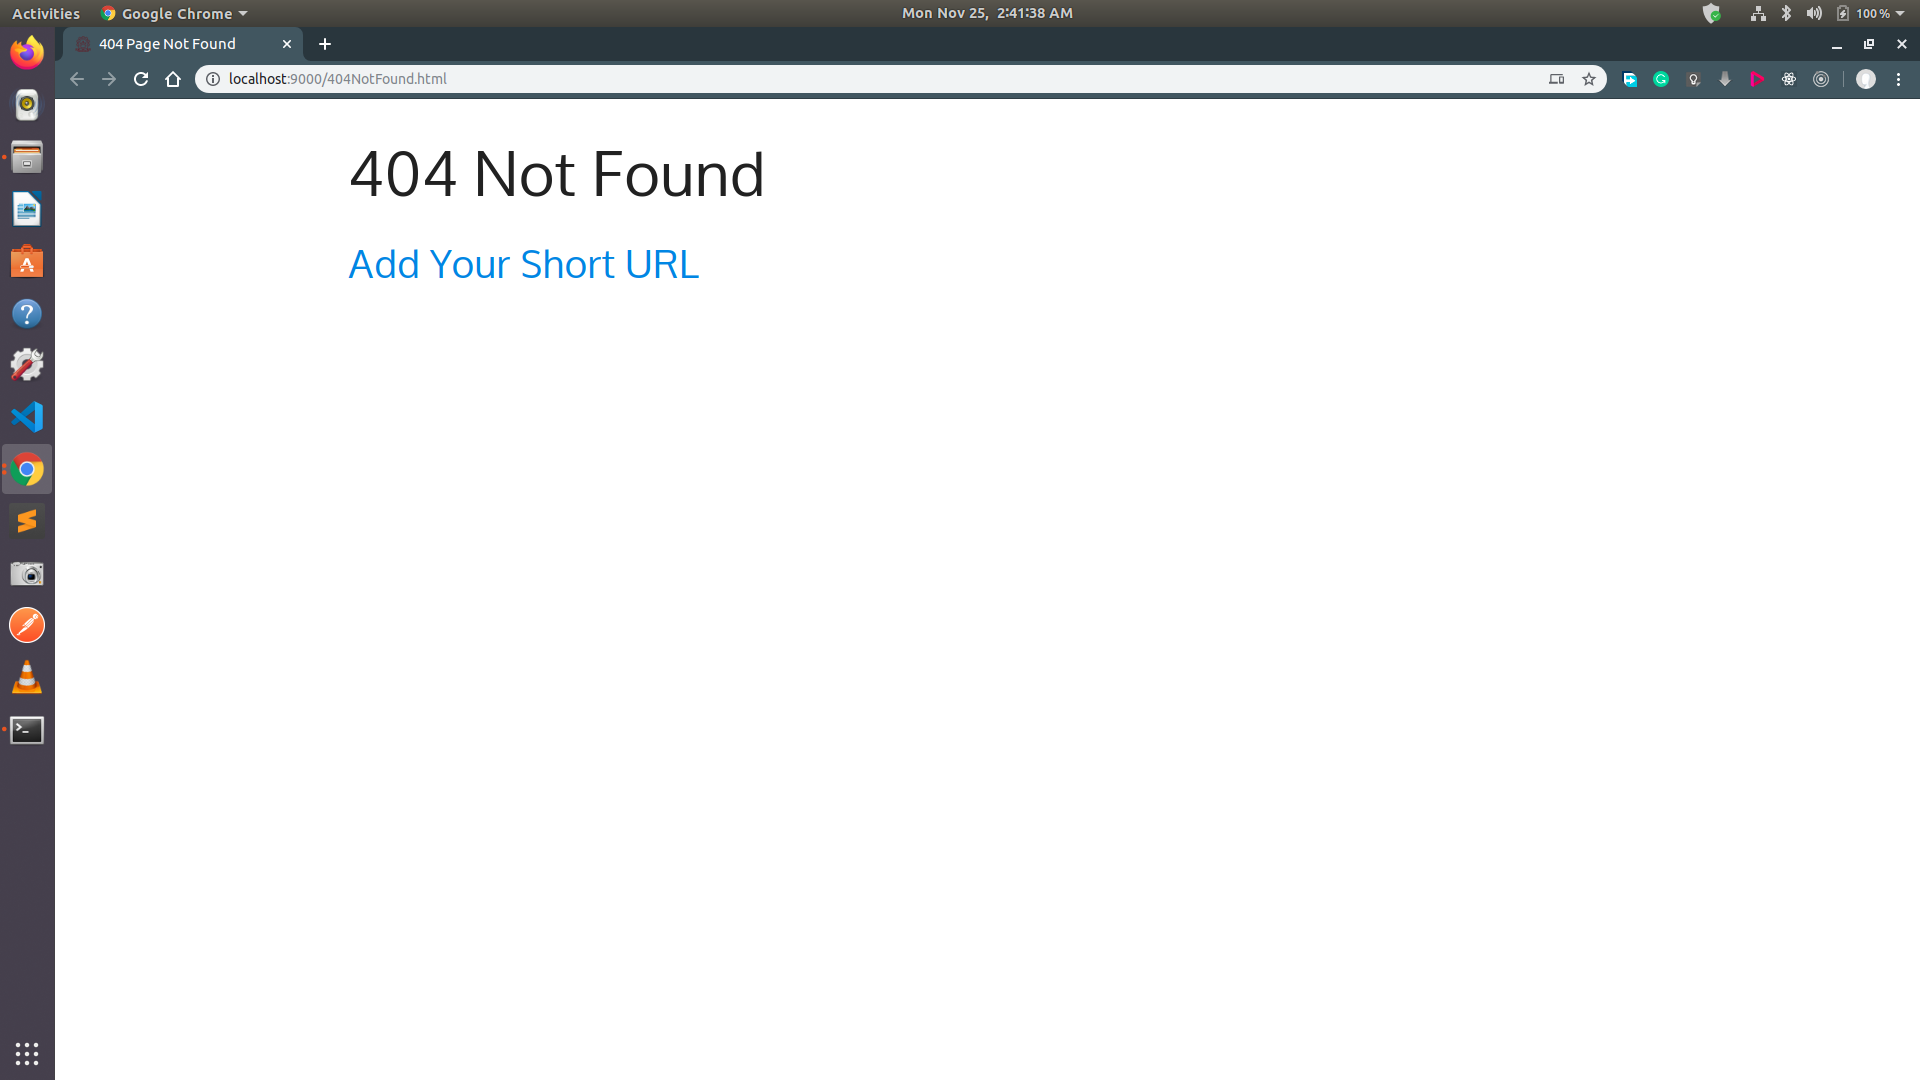 Activities Google Chrome Mon Nov 25, 2:41:38 AM 100 %
404 Page Not Found
localhost:9000/404NotFound.html
404 Not Found
Add Your Short URL